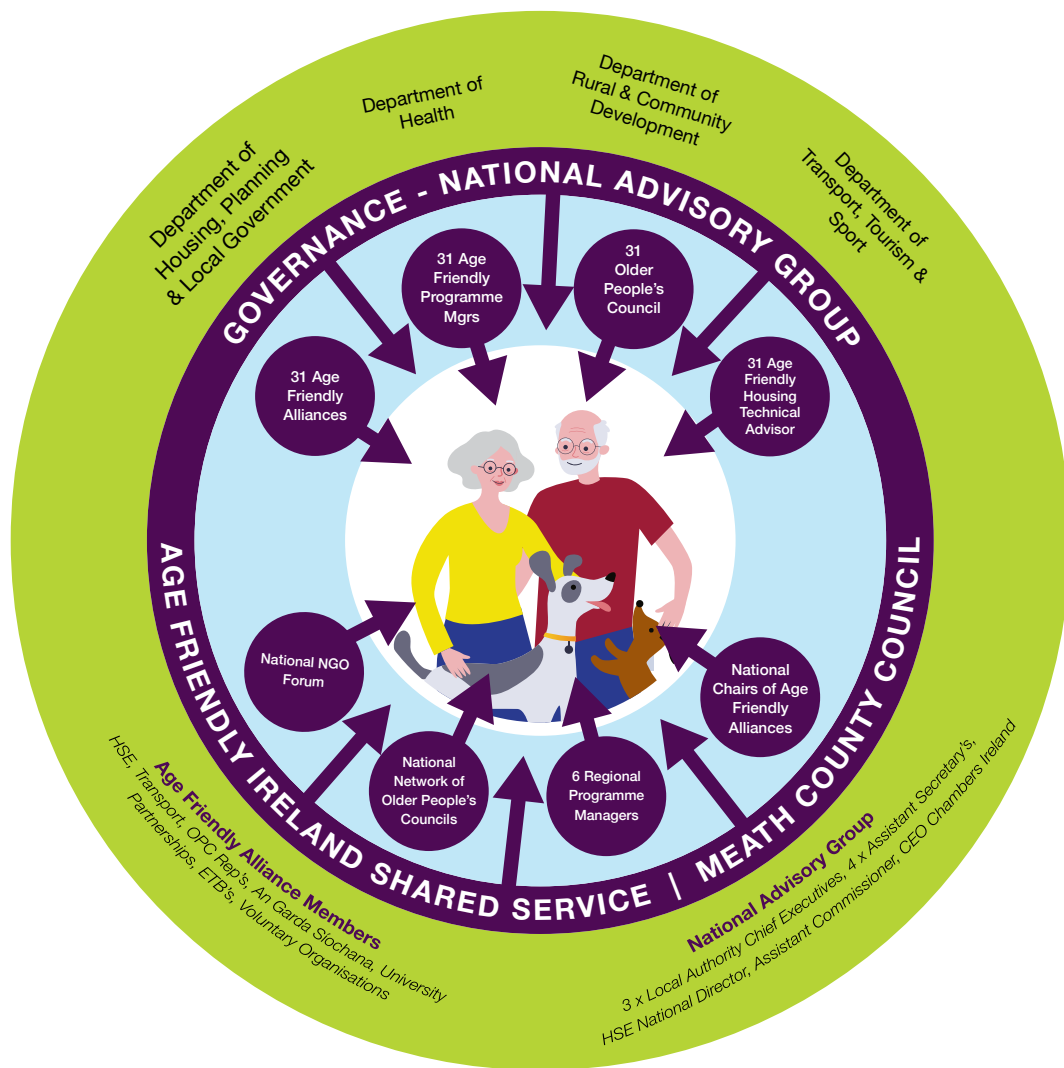 Department of
Housing, Planning
& Local Government
Department of
Health
Department of
Rural & Community
Development
Department of
Transport, Tourism &
Sport
GOVERNANCE - NATIONAL ADVISORY GROUP
31 Age
Friendly
Alliances
31 Age
Friendly
Programme
Mgrs
31
Older
People's
Council
31 Age
Friendly
Housing
Technical
Advisor
National NGO
Forum
National
Network of
Older People's
Councils
6 Regional
Programme
Managers
National
Chairs of Age
Friendly
Alliances
AGE FRIENDLY IRELAND SHARED SERVICE | MEATH COUNTY COUNCIL
Age Friendly Alliance Members
HSE, Transport, OPC Rep's, An Garda Siochana, University
Partnerships, ETB's, Voluntary Organisations
National Advisory Group
3 x Local Authority Chief Executives, 4 x Assistant Secretary's,
HSE National Director, Assistant Commissioner, CEO Chambers Ireland